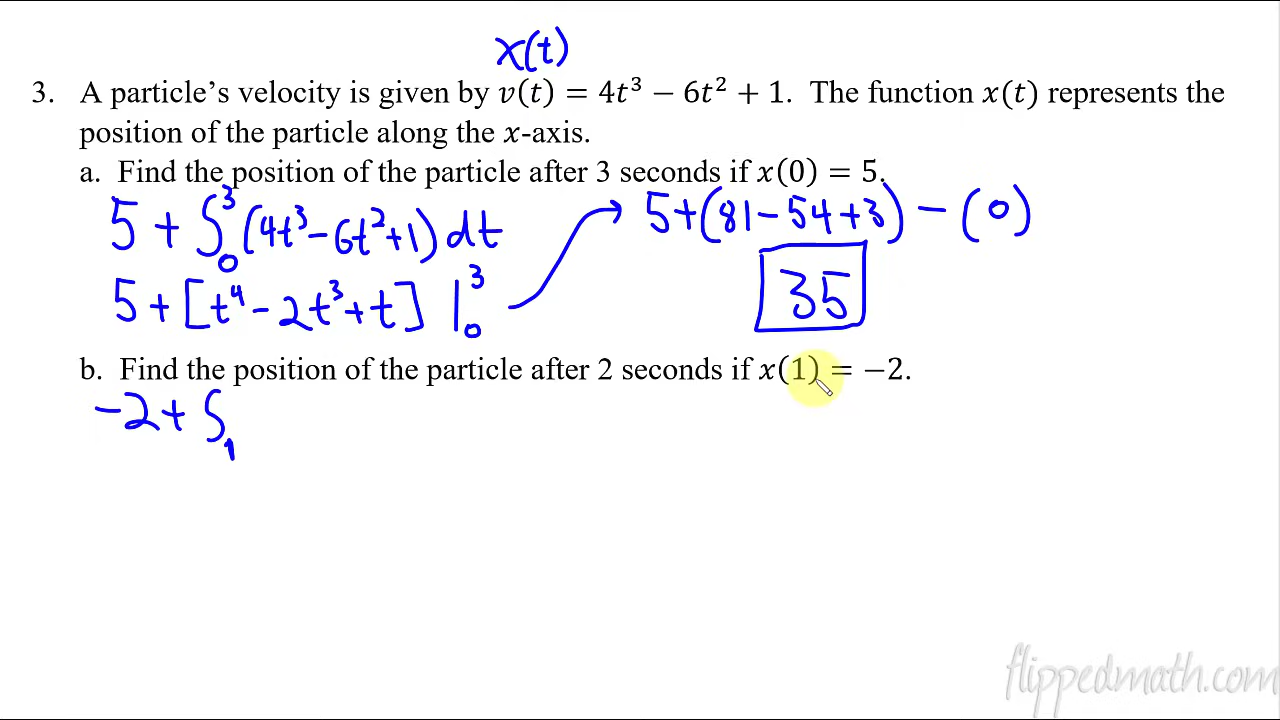 x(t)
3. A particle's velocity is given by v(t) = 4t³ − 6t² + 1. The function x(t) represents the
position of the particle along the x-axis.
a. Find the position of the particle after 3 seconds if x(0) = 5.
5 + ∫₀³ (4t³ − 6t² + 1) dt
5 + [t⁴ − 2t³ + t] |₀³ → 5 + (81 − 54 + 3) − (0)
35
b. Find the position of the particle after 2 seconds if x(1) = −2.
−2 + ∫₁
flippedmath.com